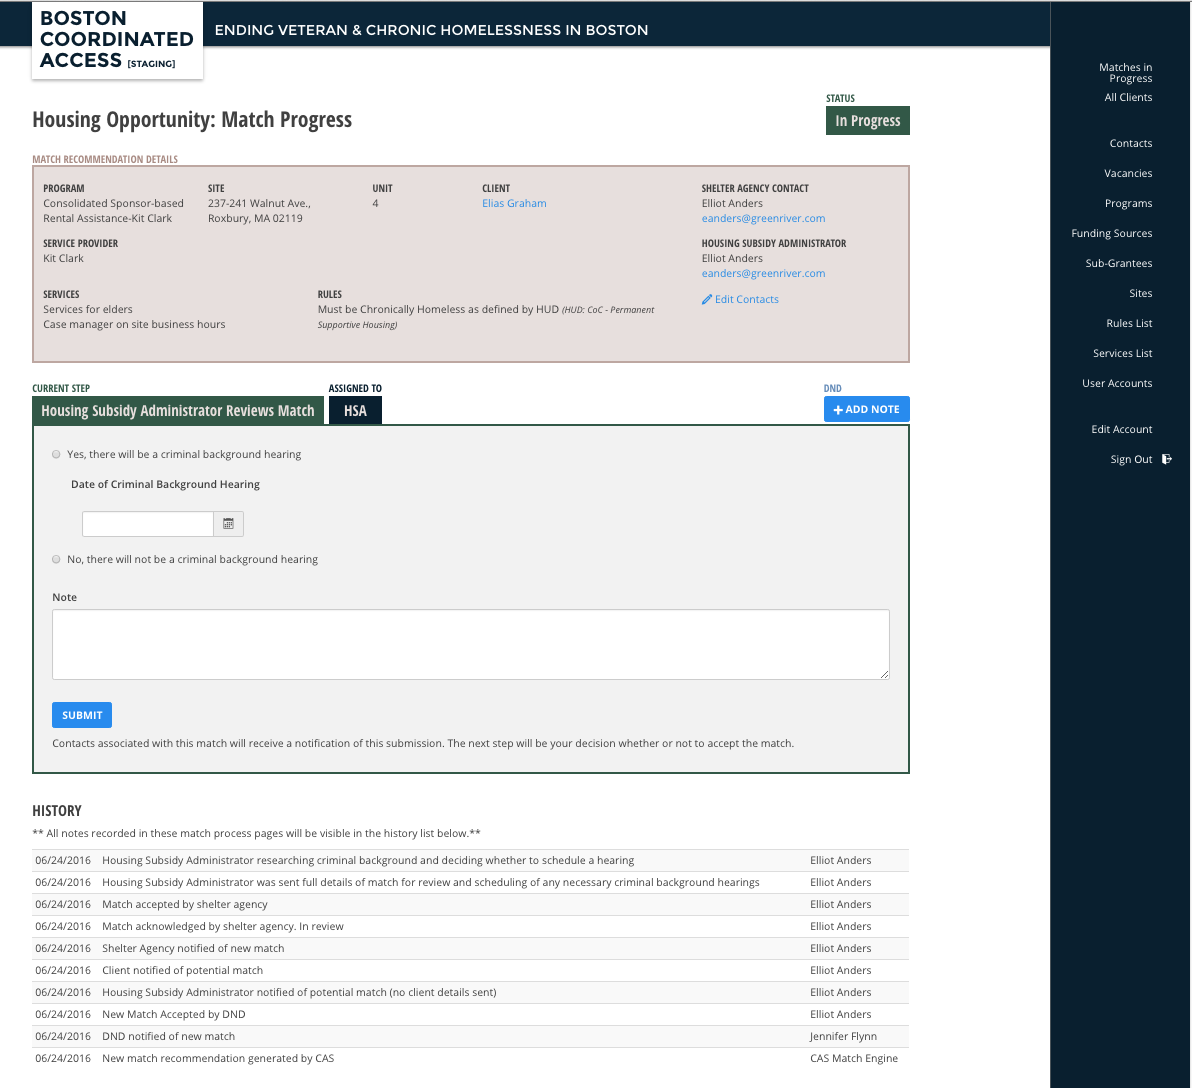 BOSTON
COORDINATED
ACCESS [STAGING]
ENDING VETERAN & CHRONIC HOMELESSNESS IN BOSTON
Matches in
Progress
All Clients
Contacts
Vacancies
Programs
Funding Sources
Sub-Grantees
Sites
Rules List
Services List
User Accounts
Edit Account
Sign Out
Housing Opportunity: Match Progress
STATUS
In Progress
MATCH RECOMMENDATION DETAILS
PROGRAM
Consolidated Sponsor-based
Rental Assistance-Kit Clark
SITE
237-241 Walnut Ave.,
Roxbury, MA 02119
UNIT
4
CLIENT
Elias Graham
SHELTER AGENCY CONTACT
Elliot Anders
eanders@greenriver.com
SERVICE PROVIDER
Kit Clark
HOUSING SUBSIDY ADMINISTRATOR
Elliot Anders
eanders@greenriver.com
Edit Contacts
SERVICES
Services for elders
Case manager on site business hours
RULES
Must be Chronically Homeless as defined by HUD (HUD: CoC - Permanent
Supportive Housing)
CURRENT STEP
Housing Subsidy Administrator Reviews Match
ASSIGNED TO
HSA
DND
+ ADD NOTE
Yes, there will be a criminal background hearing
Date of Criminal Background Hearing
No, there will not be a criminal background hearing
Note
SUBMIT
Contacts associated with this match will receive a notification of this submission. The next step will be your decision whether or not to accept the match.
HISTORY
** All notes recorded in these match process pages will be visible in the history list below.**
06/24/2016 Housing Subsidy Administrator researching criminal background and deciding whether to schedule a hearing Elliot Anders
06/24/2016 Housing Subsidy Administrator was sent full details of match for review and scheduling of any necessary criminal background hearings Elliot Anders
06/24/2016 Match accepted by shelter agency Elliot Anders
06/24/2016 Match acknowledged by shelter agency. In review Elliot Anders
06/24/2016 Shelter Agency notified of new match Elliot Anders
06/24/2016 Client notified of potential match Elliot Anders
06/24/2016 Housing Subsidy Administrator notified of potential match (no client details sent) Elliot Anders
06/24/2016 New Match Accepted by DND Elliot Anders
06/24/2016 DND notified of new match Jennifer Flynn
06/24/2016 New match recommendation generated by CAS CAS Match Engine